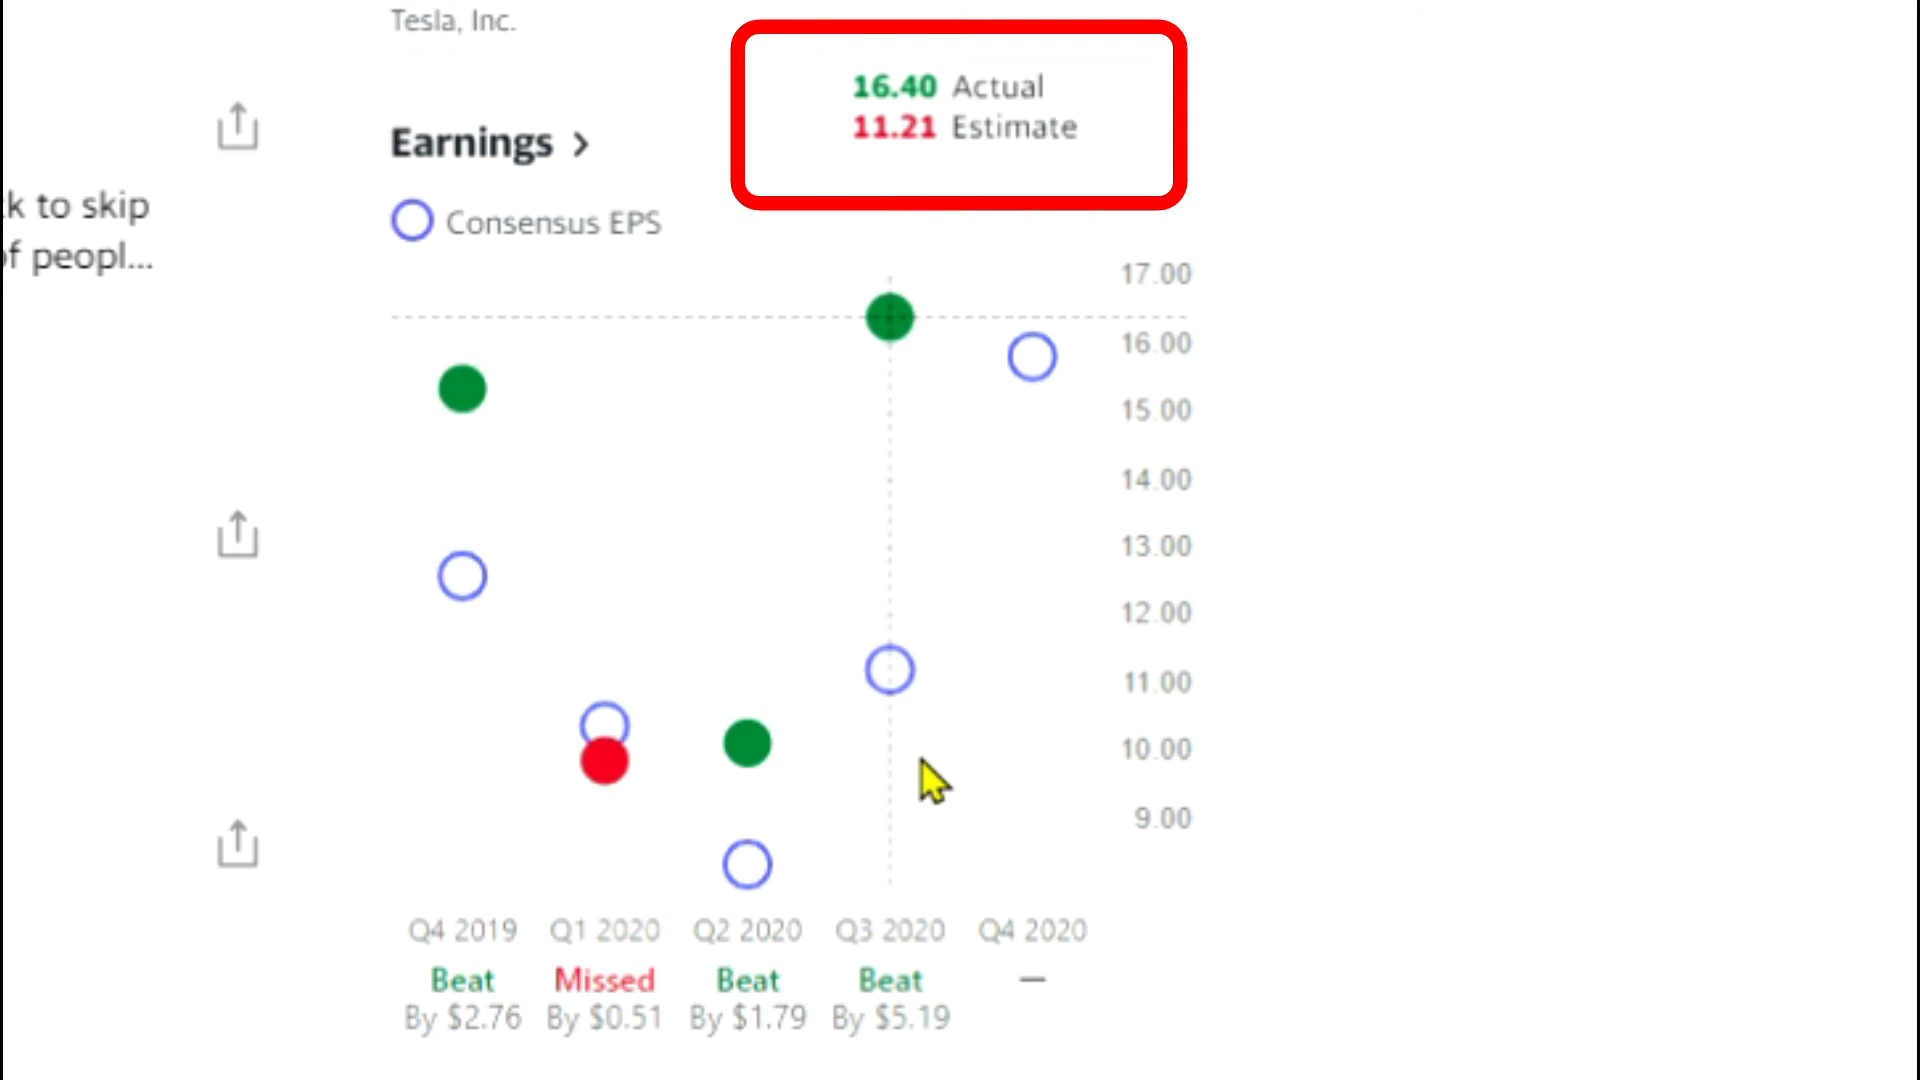 Tesla, Inc.
16.40 Actual
11.21 Estimate
Earnings >
Consensus EPS
k to skip
of peopl...
17.00
16.00
15.00
14.00
13.00
12.00
11.00
10.00
9.00
Q4 2019 Q1 2020 Q2 2020 Q3 2020 Q4 2020
Beat Missed Beat Beat —
By $2.76 By $0.51 By $1.79 By $5.19